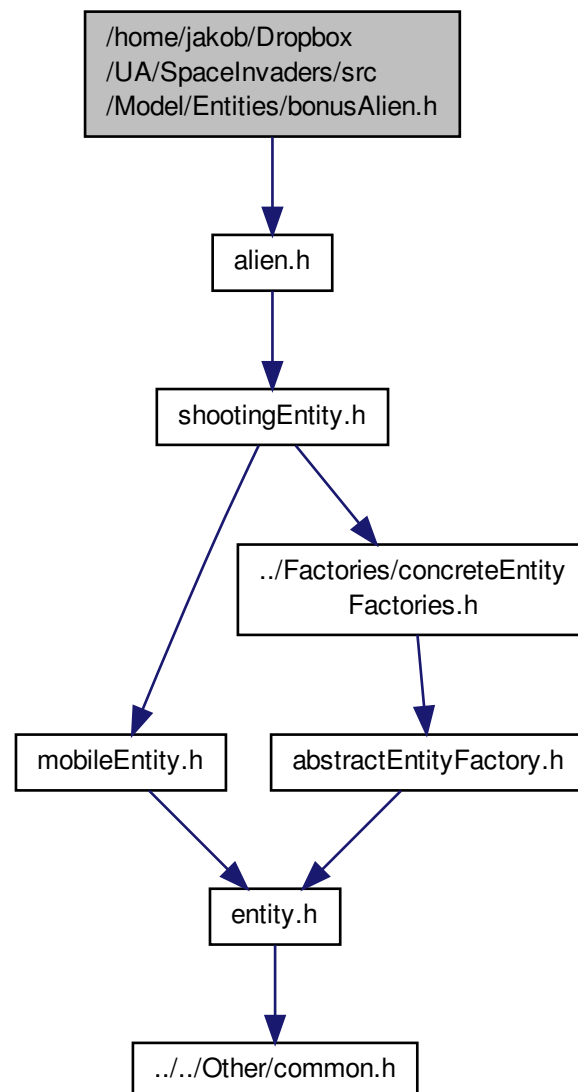 /home/jakob/Dropbox
/UA/SpaceInvaders/src
/Model/Entities/bonusAlien.h
alien.h
shootingEntity.h
../Factories/concreteEntity
Factories.h
mobileEntity.h
abstractEntityFactory.h
entity.h
../../Other/common.h